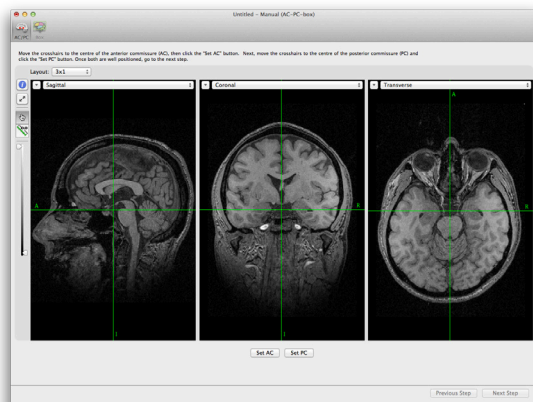 Untitled - Manual (AC-PC-box)
AC/PC
Box
Move the crosshairs to the centre of the anterior commissure (AC), then click the "Set AC" button. Next, move the crosshairs to the centre of the posterior commissure (PC) and
click the "Set PC" button. Once both are well positioned, go to the next step.
Layout: 3x1
Sagittal
Coronal
Transverse
A
A
R
R
I
I
Set AC
Set PC
Previous Step
Next Step